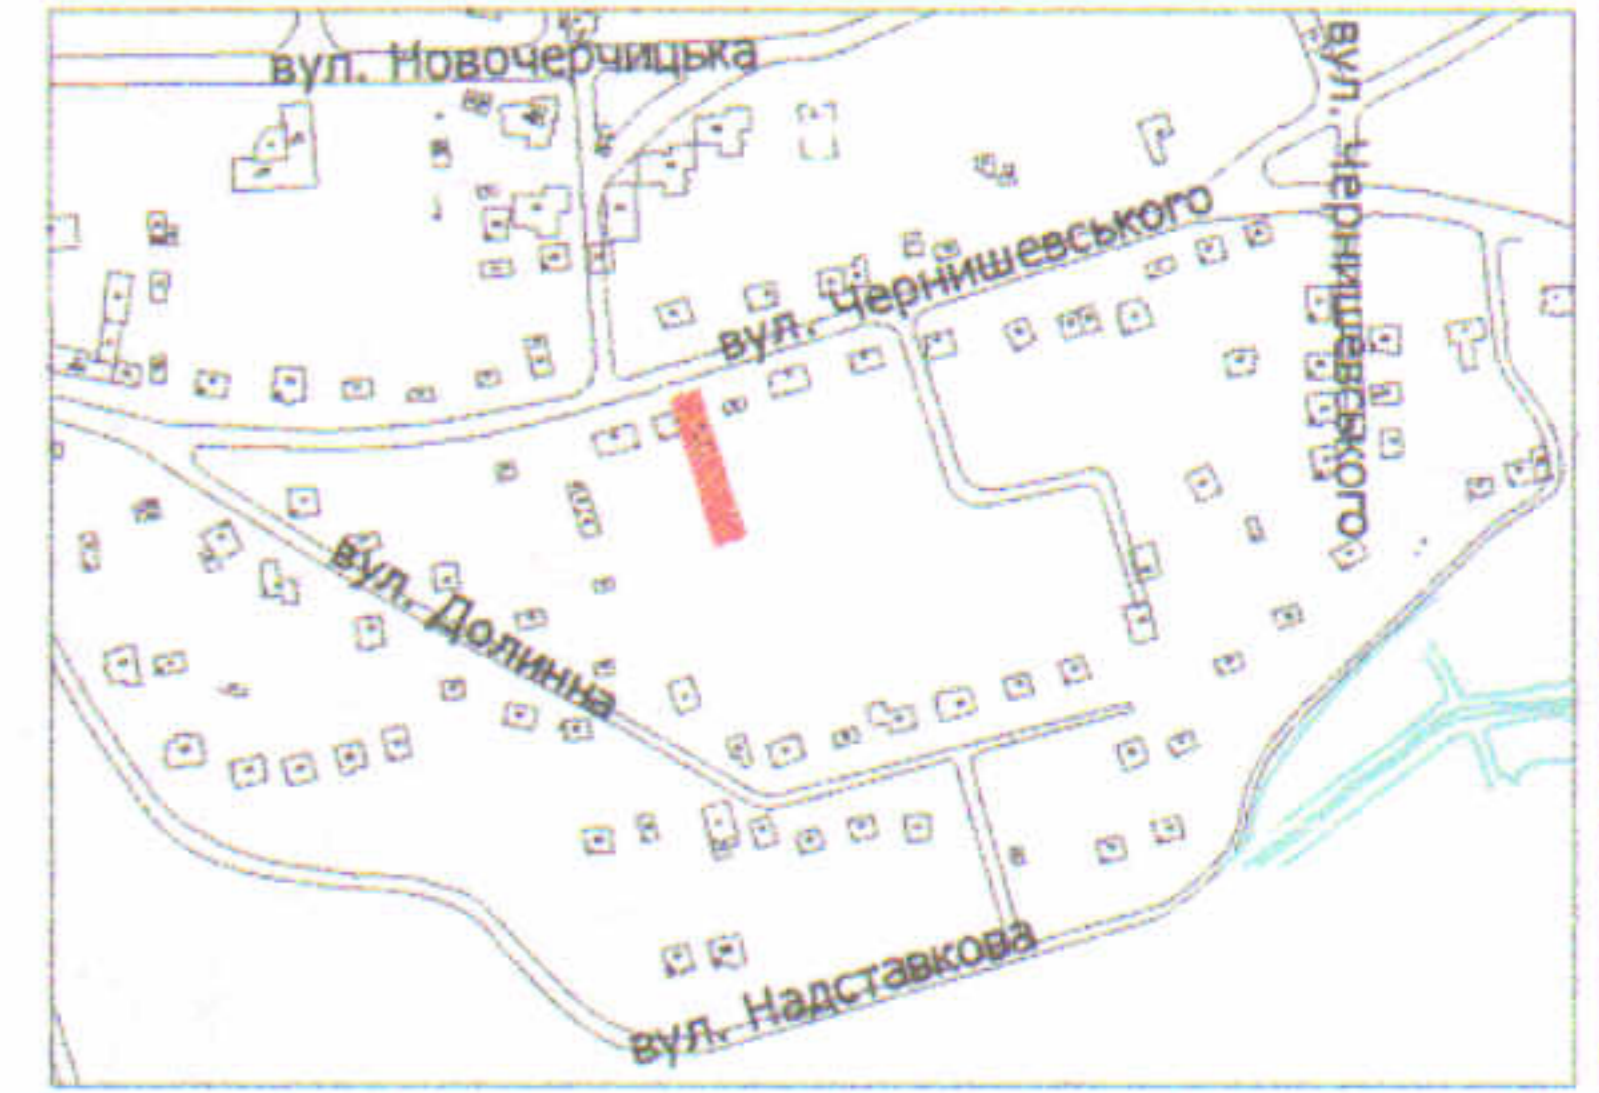 вул. Новочерчицька
вул. Чернишевського
вул. Чернишевського
вул. Долинна
вул. Надставкова